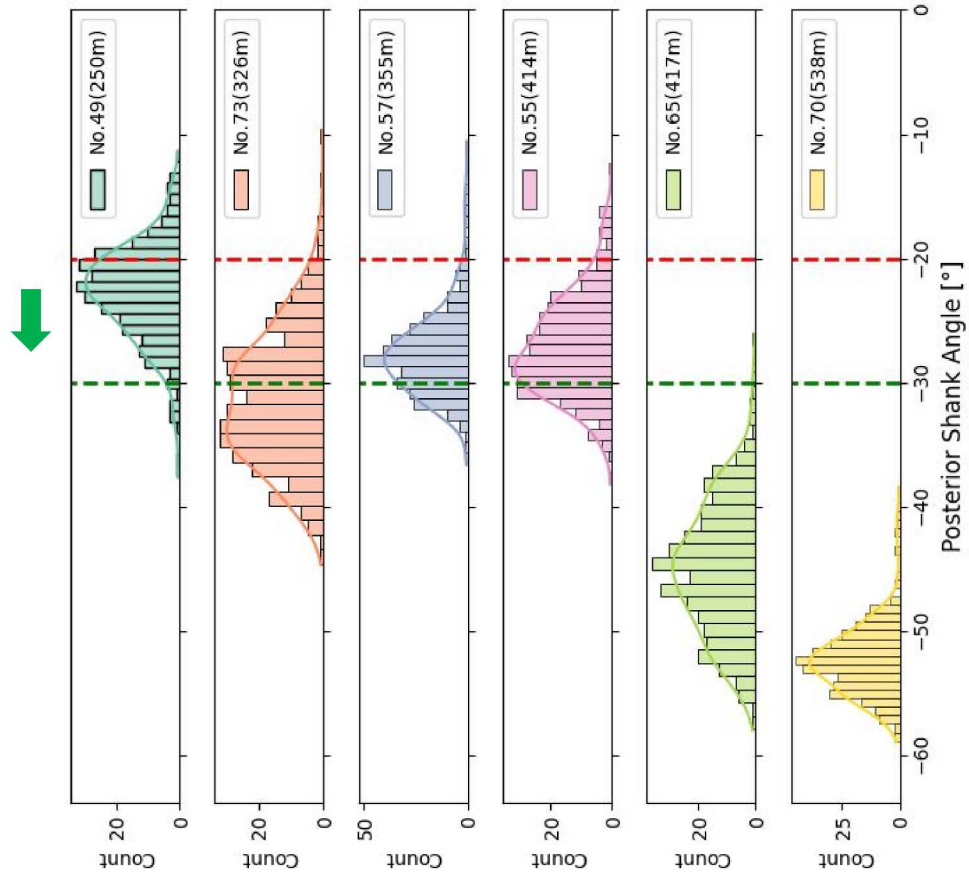 Count
20
0
No.49(250m)
Count
20
0
No.73(326m)
Count
50
0
No.57(355m)
Count
20
0
No.55(414m)
Count
20
0
No.65(417m)
Count
25
0
No.70(538m)
−60
−50
−40
−30
−20
−10
0
Posterior Shank Angle [°]